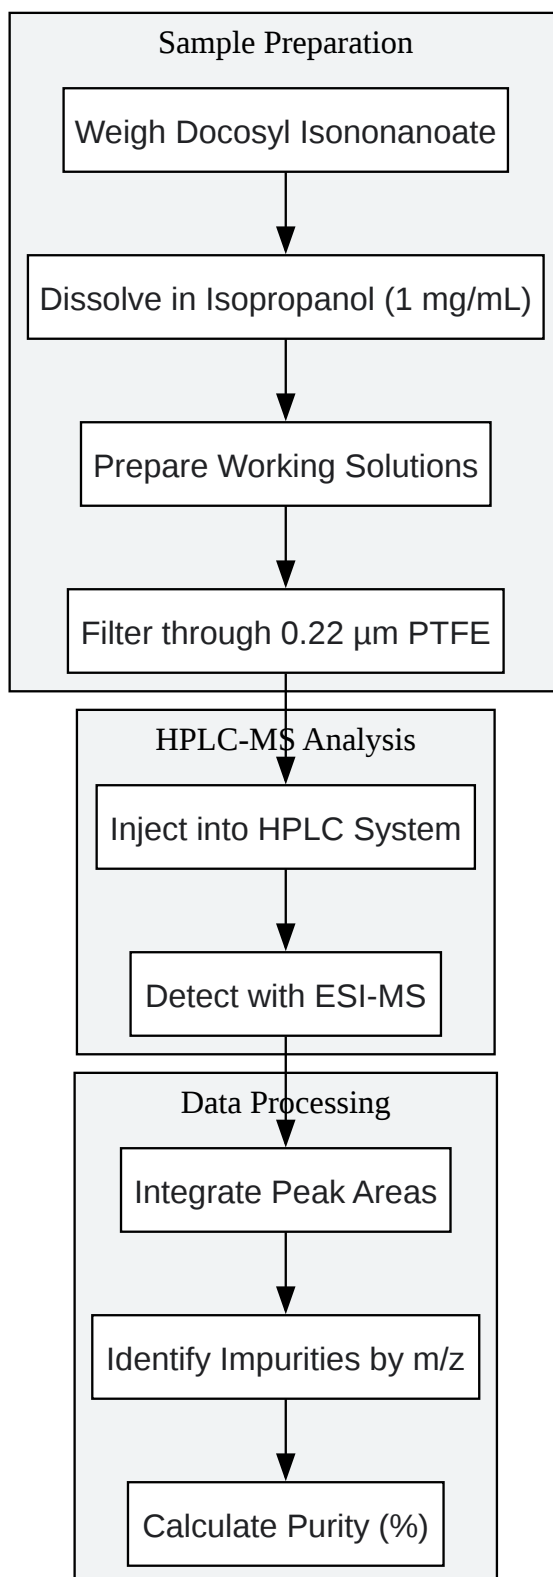 Sample Preparation
Weigh Docosyl Isononanoate
Dissolve in Isopropanol (1 mg/mL)
Prepare Working Solutions
Filter through 0.22 µm PTFE
HPLC-MS Analysis
Inject into HPLC System
Detect with ESI-MS
Data Processing
Integrate Peak Areas
Identify Impurities by m/z
Calculate Purity (%)